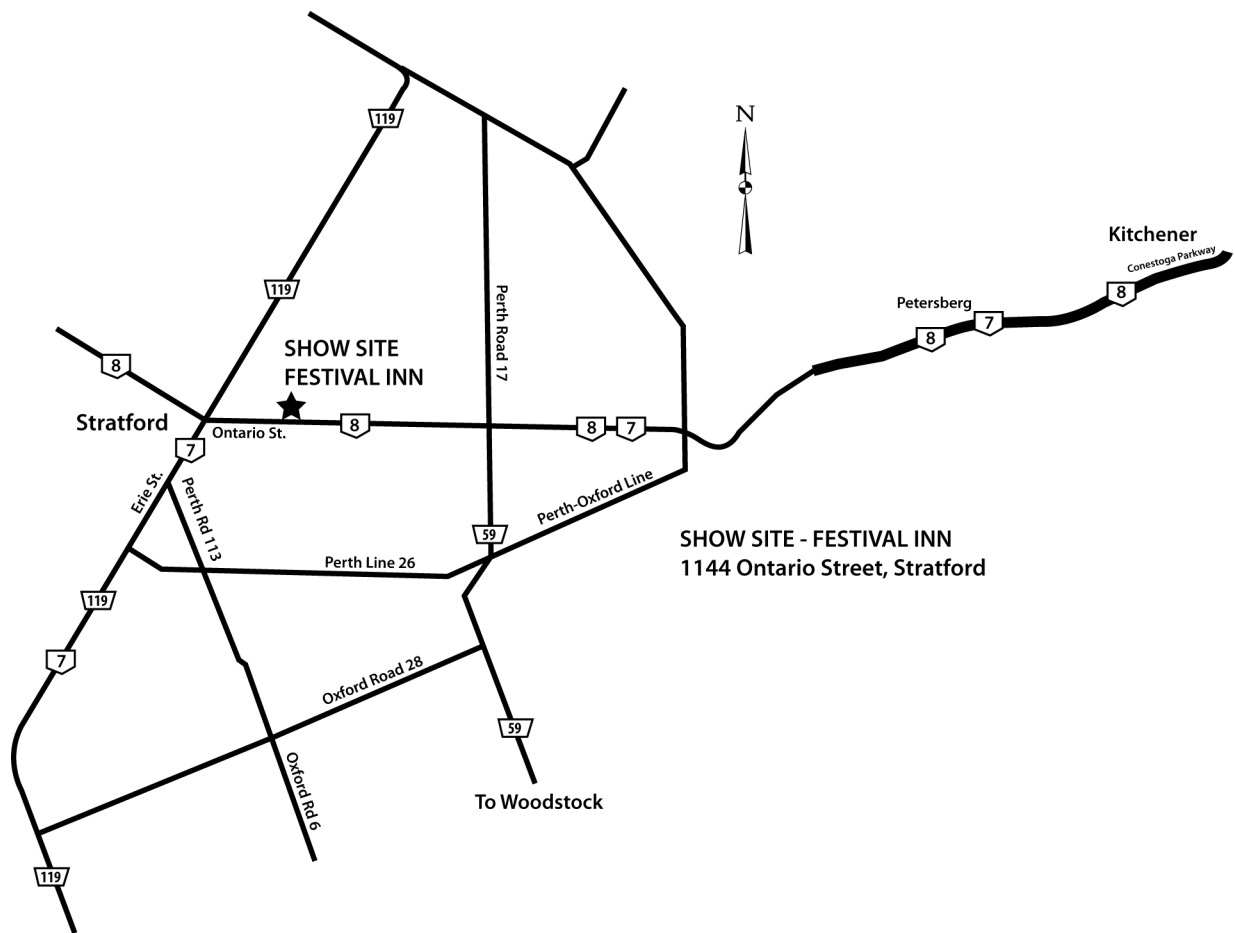 N
119
Kitchener
Conestoga Parkway
8
119
Petersberg
7
8
Perth Road 17
SHOW SITE
FESTIVAL INN
8
Stratford
Ontario St.
8
8
7
7
Erie St.
Perth Rd 113
Perth-Oxford Line
59
SHOW SITE - FESTIVAL INN
1144 Ontario Street, Stratford
Perth Line 26
119
7
Oxford Road 28
59
Oxford Rd 6
To Woodstock
119